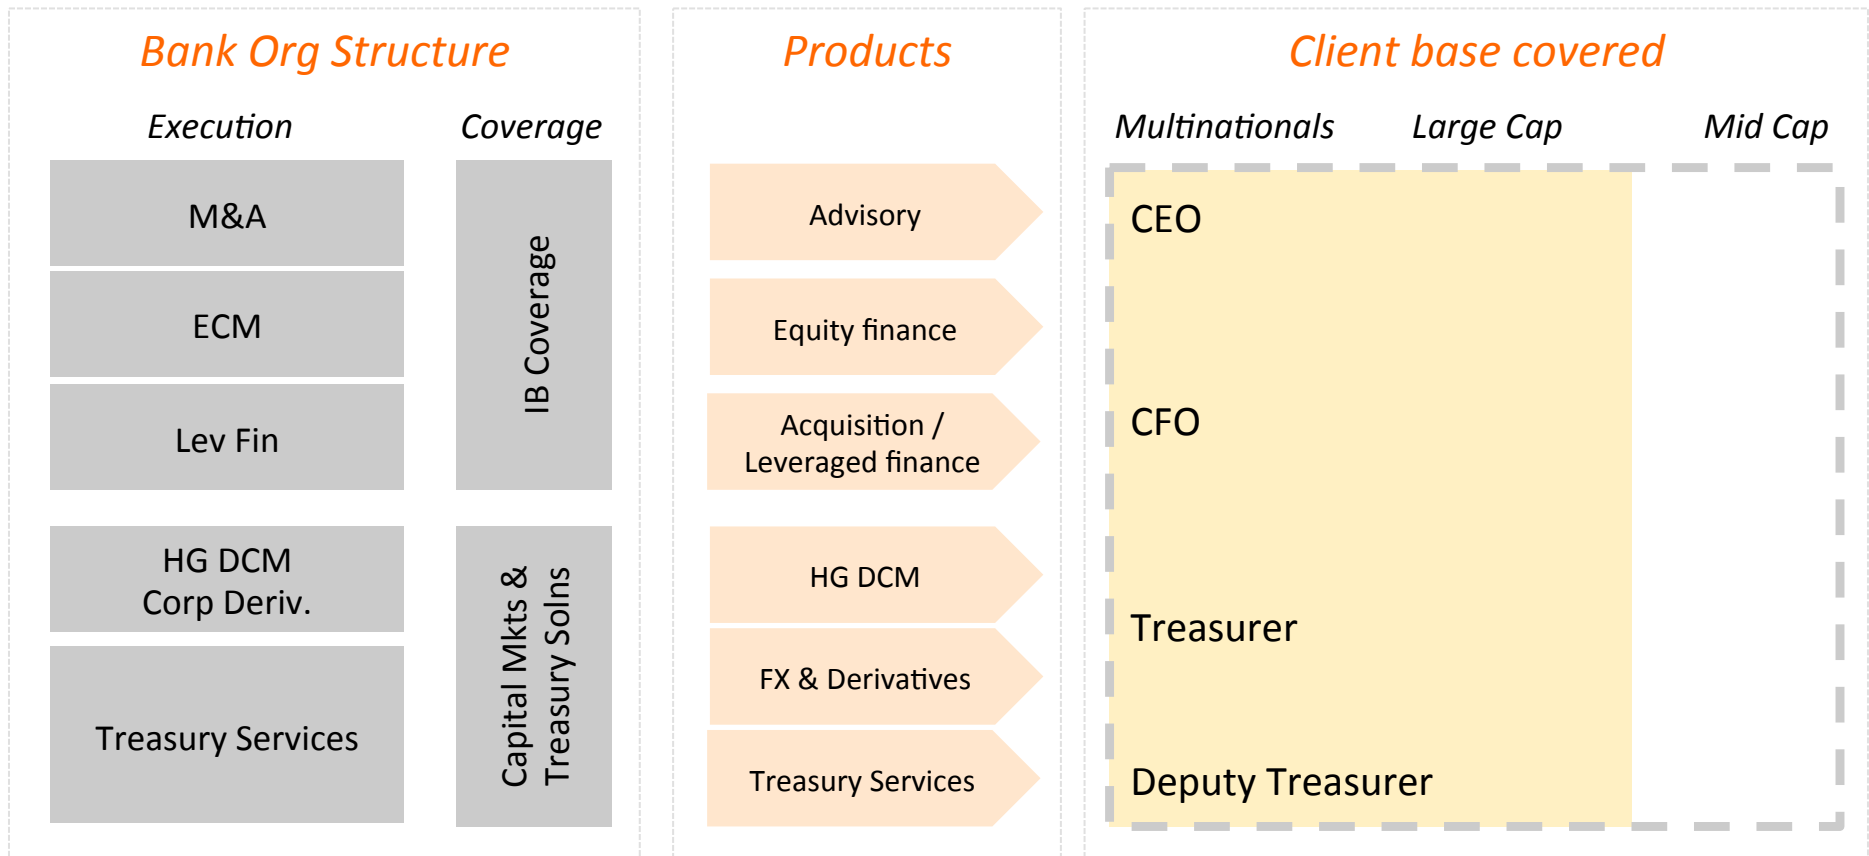 Bank Org Structure
Execution
Coverage
M&A
ECM
Lev Fin
HG DCM
Corp Deriv.
Treasury Services
IB Coverage
Capital Mkts &
Treasury Solns
Products
Advisory
Equity finance
Acquisition /
Leveraged finance
HG DCM
FX & Derivatives
Treasury Services
Client base covered
Multinationals
Large Cap
Mid Cap
CEO
CFO
Treasurer
Deputy Treasurer